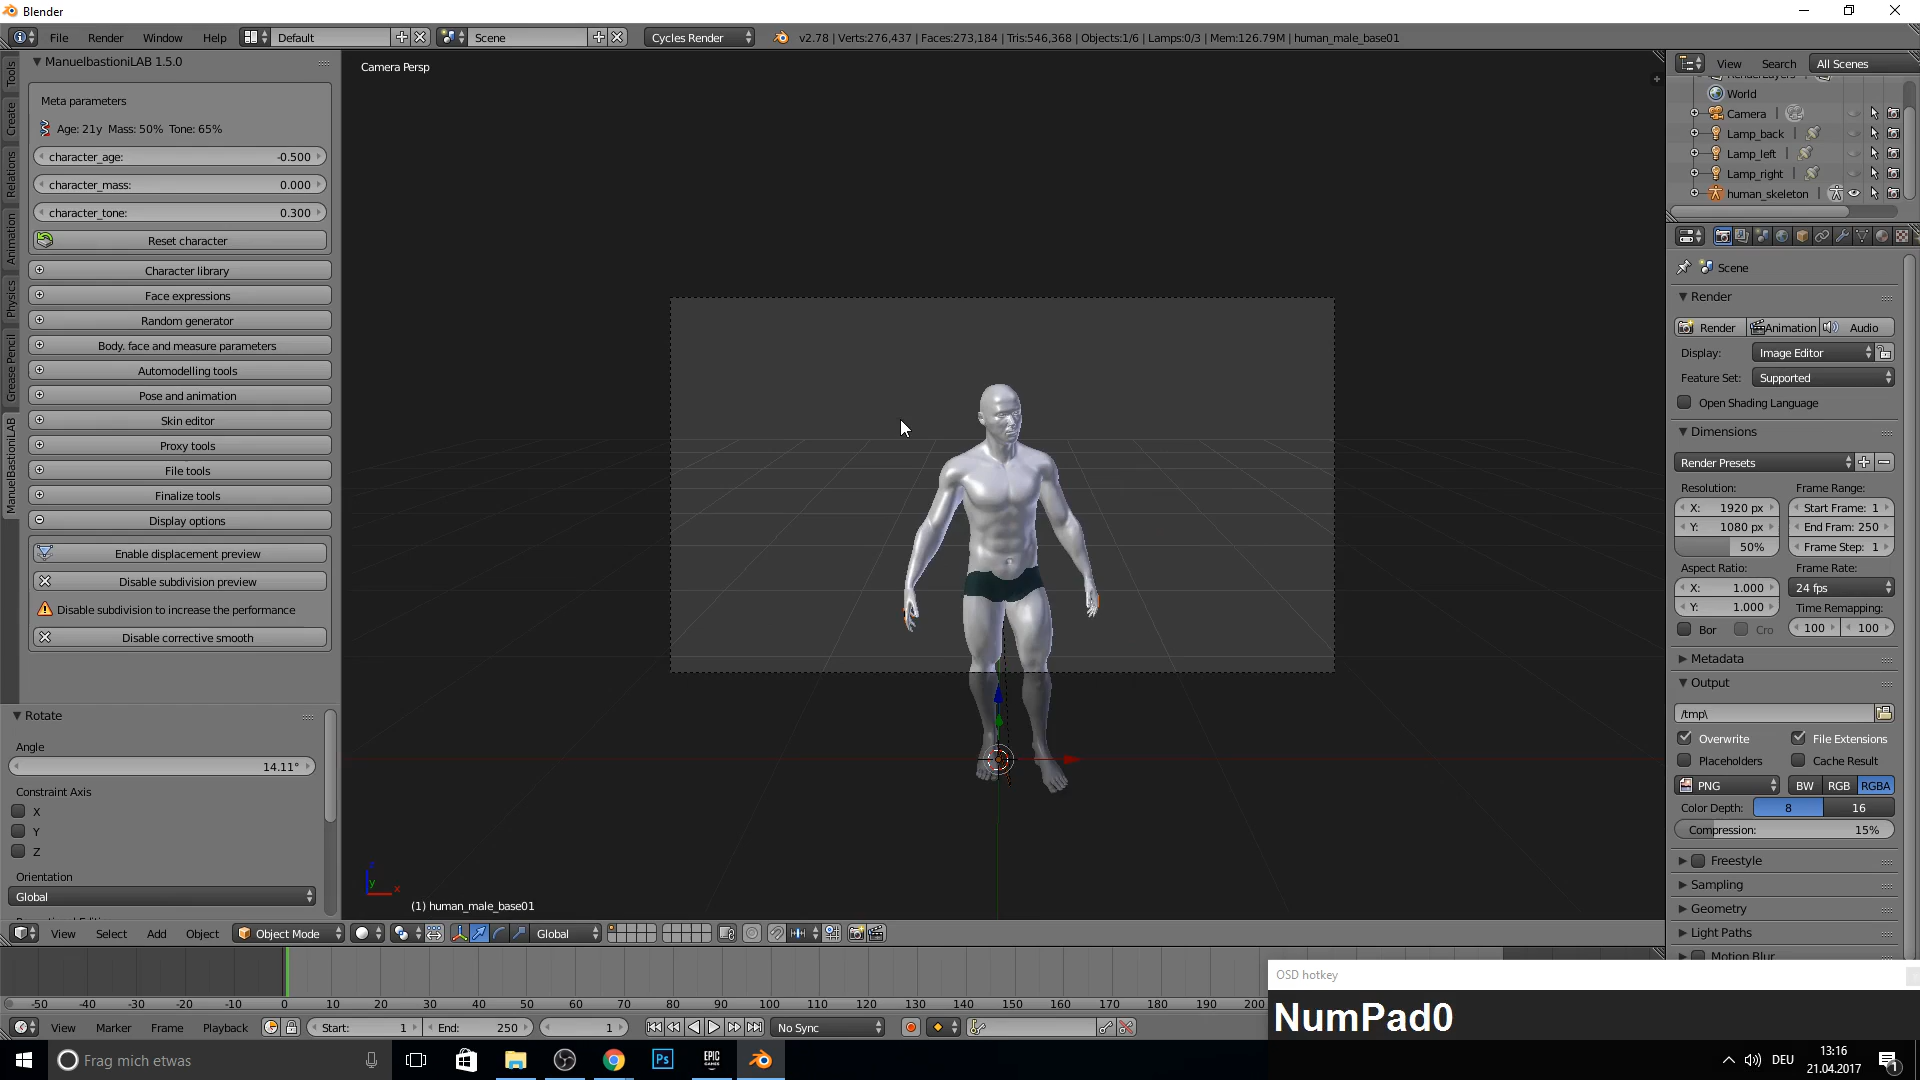 Blender
File Render Window Help Default Scene Cycles Render v2.78 | Verts:276,437 | Faces:273,184 | Tris:546,368 | Objects:1/6 | Lamps:0/3 | Mem:126.79M | human_male_base01
ManuelbastioniLAB 1.5.0
Camera Persp
View Search All Scenes
Tools
Create
Relations
Animation
Physics
Grease Pencil
ManuelBastioniLAB
Meta parameters
Age: 21y Mass: 50% Tone: 65%
character_age: -0.500
character_mass: 0.000
character_tone: 0.300
Reset character
Character library
Face expressions
Random generator
Body. face and measure parameters
Automodelling tools
Pose and animation
Skin editor
Proxy tools
File tools
Finalize tools
Display options
Enable displacement preview
Disable subdivision preview
Disable subdivision to increase the performance
Disable corrective smooth
Rotate
Angle
14.11°
Constraint Axis
X
Y
Z
Orientation
Global
y x
(1) human_male_base01
World
Camera
Lamp_back
Lamp_left
Lamp_right
human_skeleton
Scene
Render
Render Animation Audio
Display: Image Editor
Feature Set: Supported
Open Shading Language
Dimensions
Render Presets
Resolution: Frame Range:
X: 1920 px Start Frame: 1
Y: 1080 px End Fram: 250
50% Frame Step: 1
Aspect Ratio: Frame Rate:
X: 1.000 24 fps
Y: 1.000 Time Remapping:
Bor Cro 100 100
Metadata
Output
/tmp\
Overwrite File Extensions
Placeholders Cache Result
PNG BW RGB RGBA
Color Depth: 8 16
Compression: 15%
Freestyle
Sampling
Geometry
Light Paths
Motion Blur
View Select Add Object Object Mode Global
-50 -40 -30 -20 -10 0 10 20 30 40 50 60 70 80 90 100 110 120 130 140 150 160 170 180 190 200
View Marker Frame Playback Start: 1 End: 250 1 No Sync
OSD hotkey
NumPad0
Frag mich etwas
Ps
EPIC GAMES
DEU
13:16
21.04.2017
1